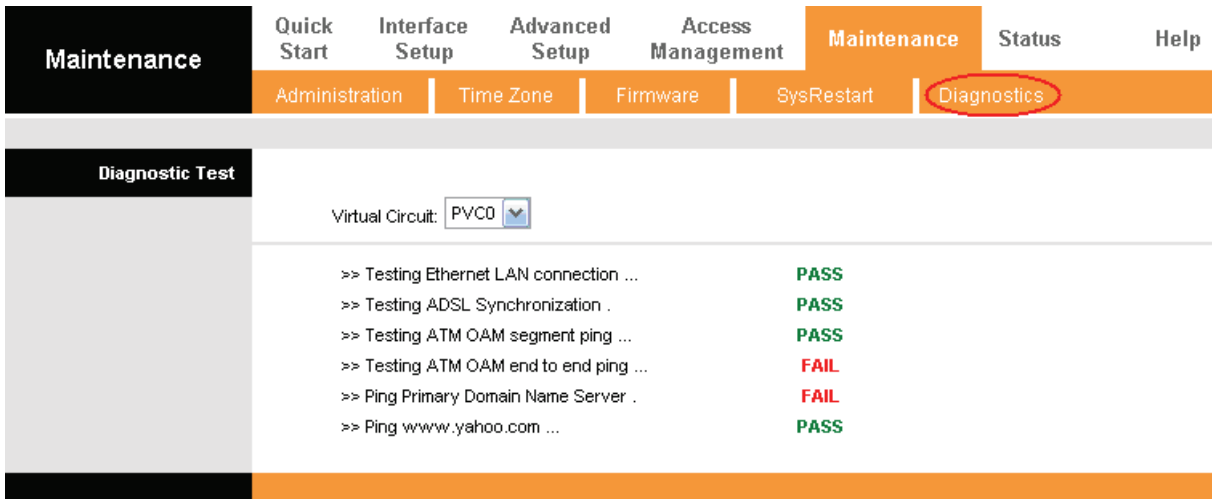 Maintenance
Quick Start
Interface Setup
Advanced Setup
Access Management
Maintenance
Status
Help
Administration
Time Zone
Firmware
SysRestart
Diagnostics
Diagnostic Test
Virtual Circuit: PVC0
>> Testing Ethernet LAN connection ... PASS
>> Testing ADSL Synchronization . PASS
>> Testing ATM OAM segment ping ... PASS
>> Testing ATM OAM end to end ping ... FAIL
>> Ping Primary Domain Name Server . FAIL
>> Ping www.yahoo.com ... PASS